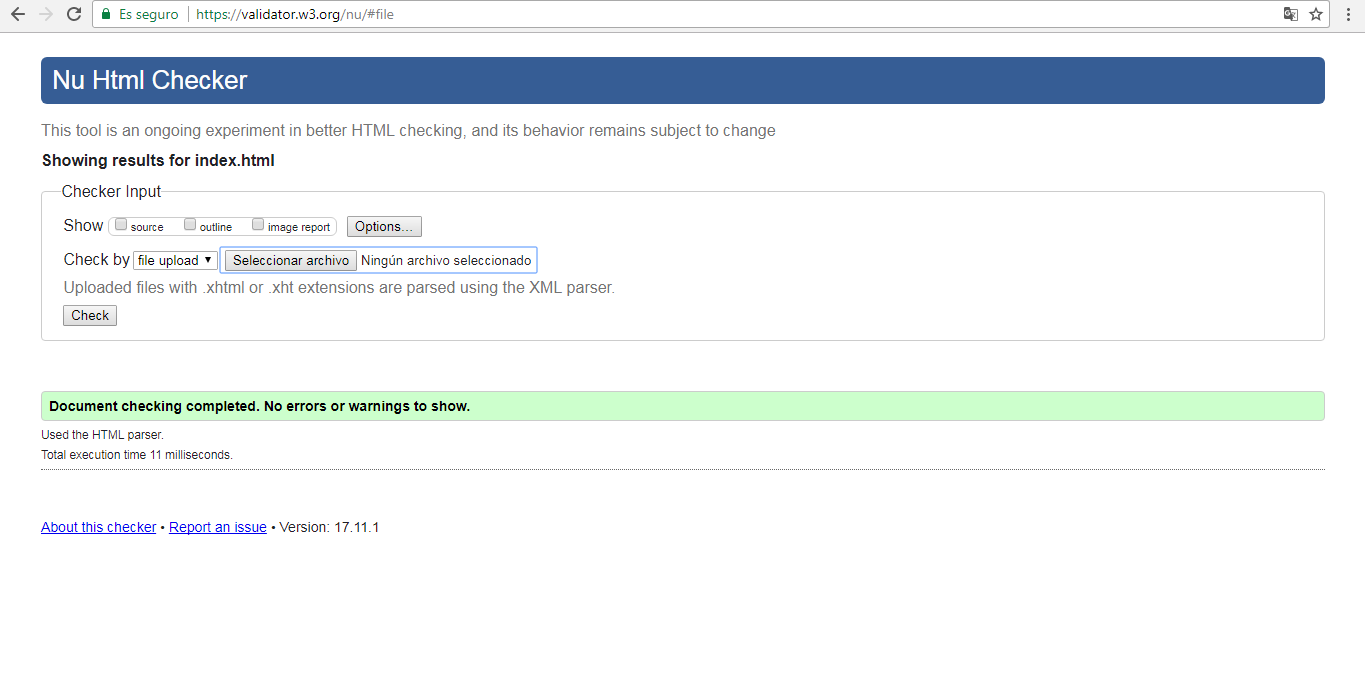 Es seguro https://validator.w3.org/nu/#file
Nu Html Checker
This tool is an ongoing experiment in better HTML checking, and its behavior remains subject to change
Showing results for index.html
Checker Input
Show source outline image report Options...
Check by file upload Seleccionar archivo Ningún archivo seleccionado
Uploaded files with .xhtml or .xht extensions are parsed using the XML parser.
Check
Document checking completed. No errors or warnings to show.
Used the HTML parser.
Total execution time 11 milliseconds.
About this checker • Report an issue • Version: 17.11.1